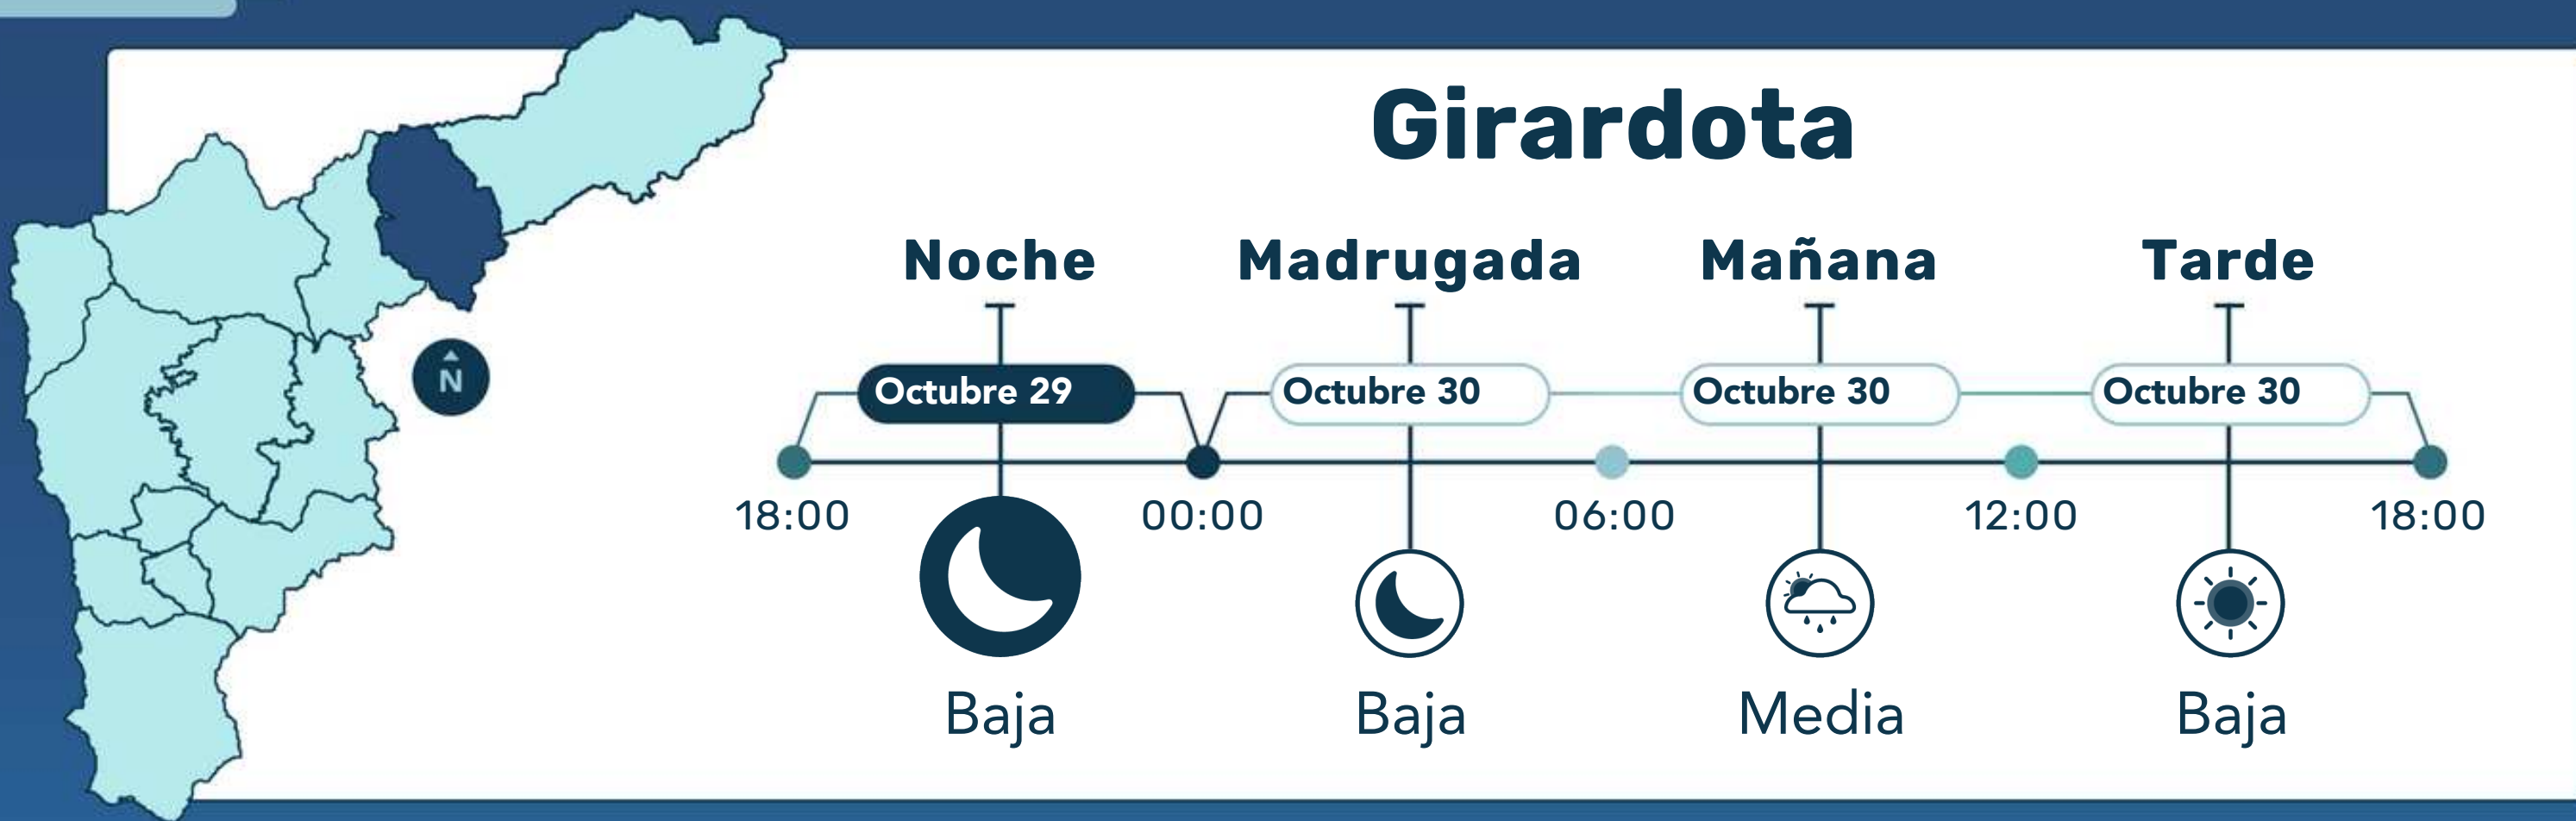 Girardota
Noche Madrugada Mañana Tarde
Octubre 29 Octubre 30 Octubre 30 Octubre 30
N
18:00 00:00 06:00 12:00 18:00
Baja Baja Media Baja